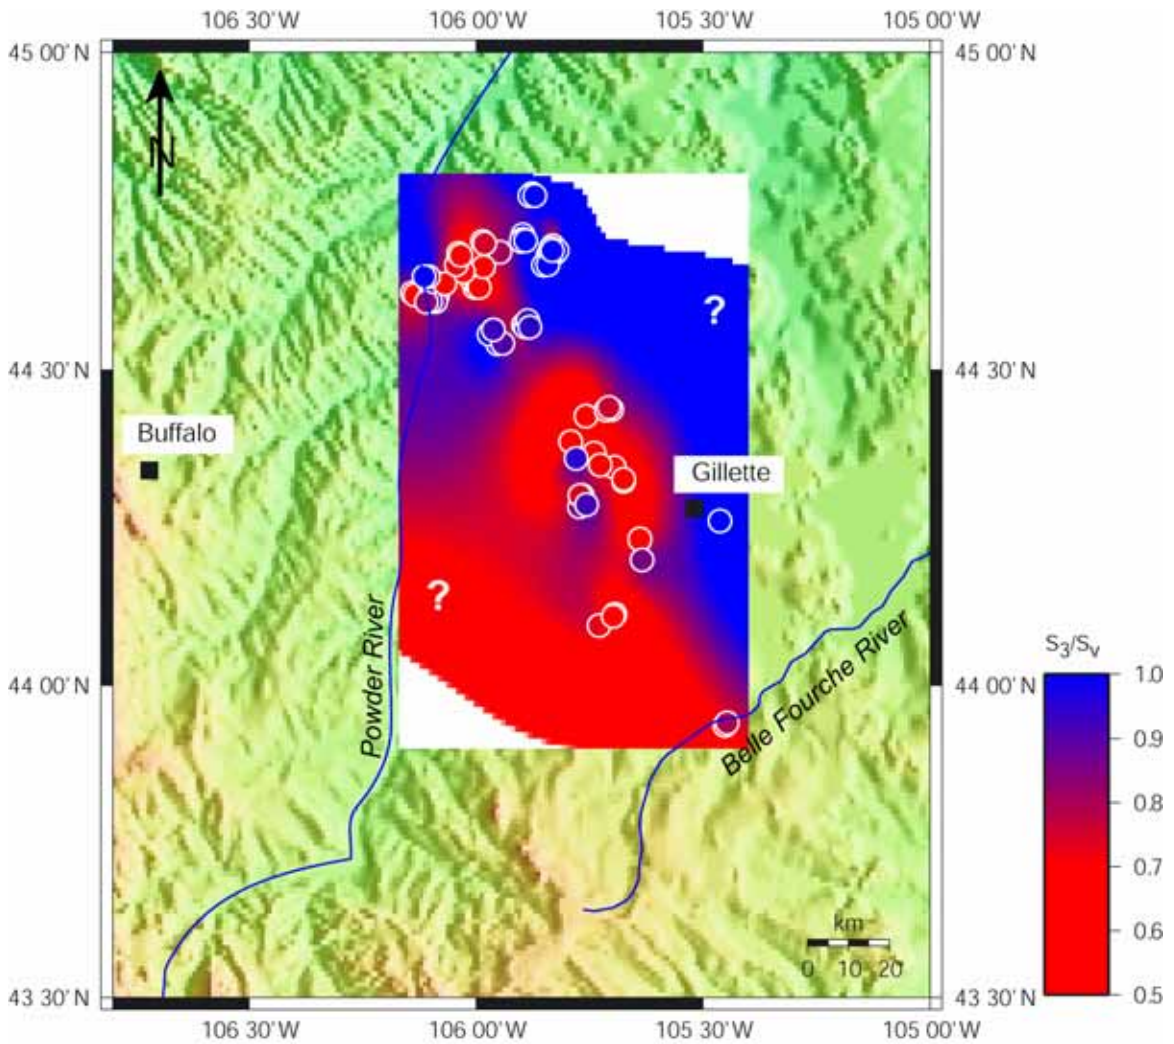 106 30'W 106 00'W 105 30'W 105 00'W
45 00' N 45 00' N
N
?
44 30' N 44 30' N
Buffalo
Gillette
?
Powder River
Belle Fourche River
S3/Sv
44 00' N 44 00' N
1.0
0.9
0.8
0.7
0.6
0.5
km
0 10 20
43 30' N 43 30' N
106 30'W 106 00'W 105 30'W 105 00'W